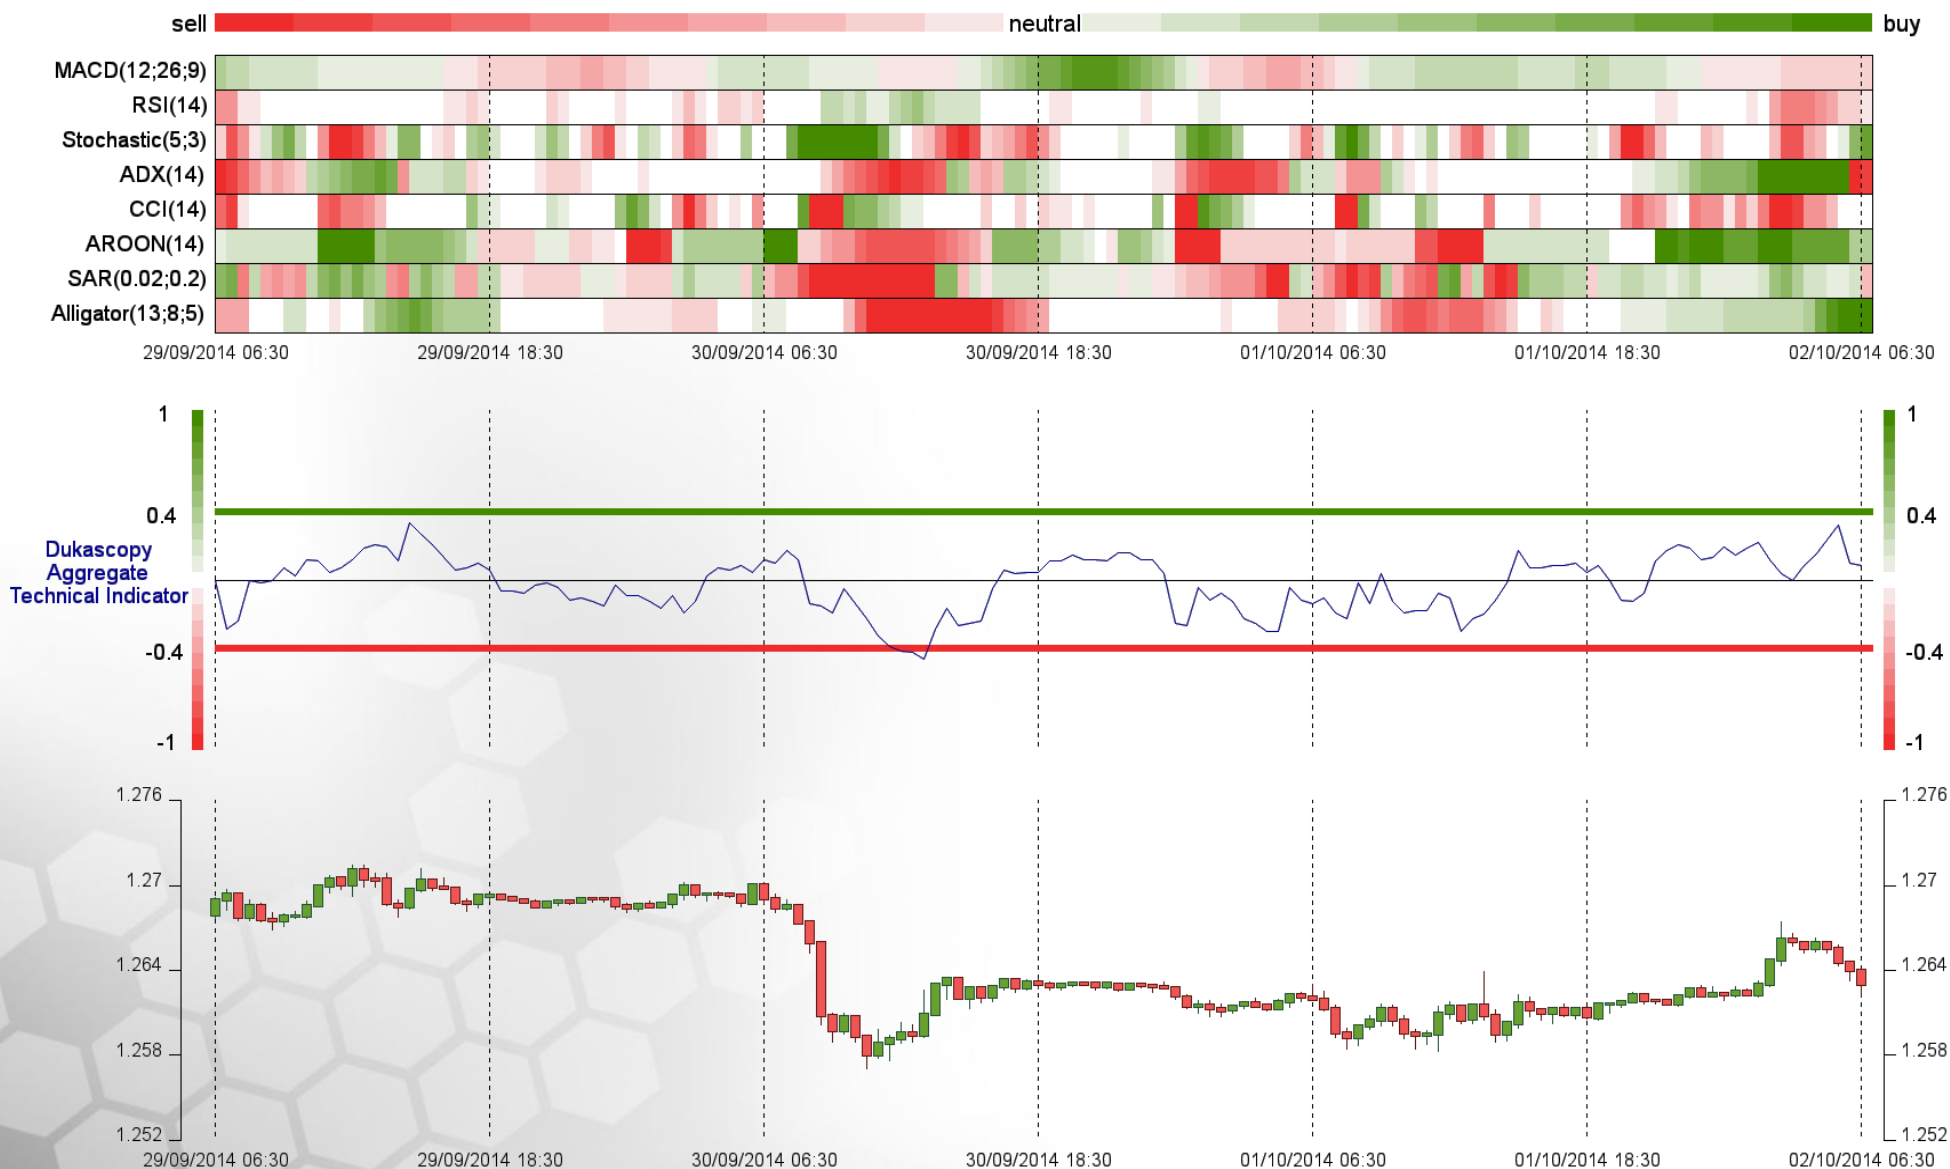 sell neutral buy
MACD(12;26;9)
RSI(14)
Stochastic(5;3)
ADX(14)
CCI(14)
AROON(14)
SAR(0.02;0.2)
Alligator(13;8;5)
29/09/2014 06:30 29/09/2014 18:30 30/09/2014 06:30 30/09/2014 18:30 01/10/2014 06:30 01/10/2014 18:30 02/10/2014 06:30
1 1
0.4 0.4
Dukascopy
Aggregate
Technical Indicator
-0.4 -0.4
-1 -1
1.276 1.276
1.27 1.27
1.264 1.264
1.258 1.258
1.252 1.252
29/09/2014 06:30 29/09/2014 18:30 30/09/2014 06:30 30/09/2014 18:30 01/10/2014 06:30 01/10/2014 18:30 02/10/2014 06:30